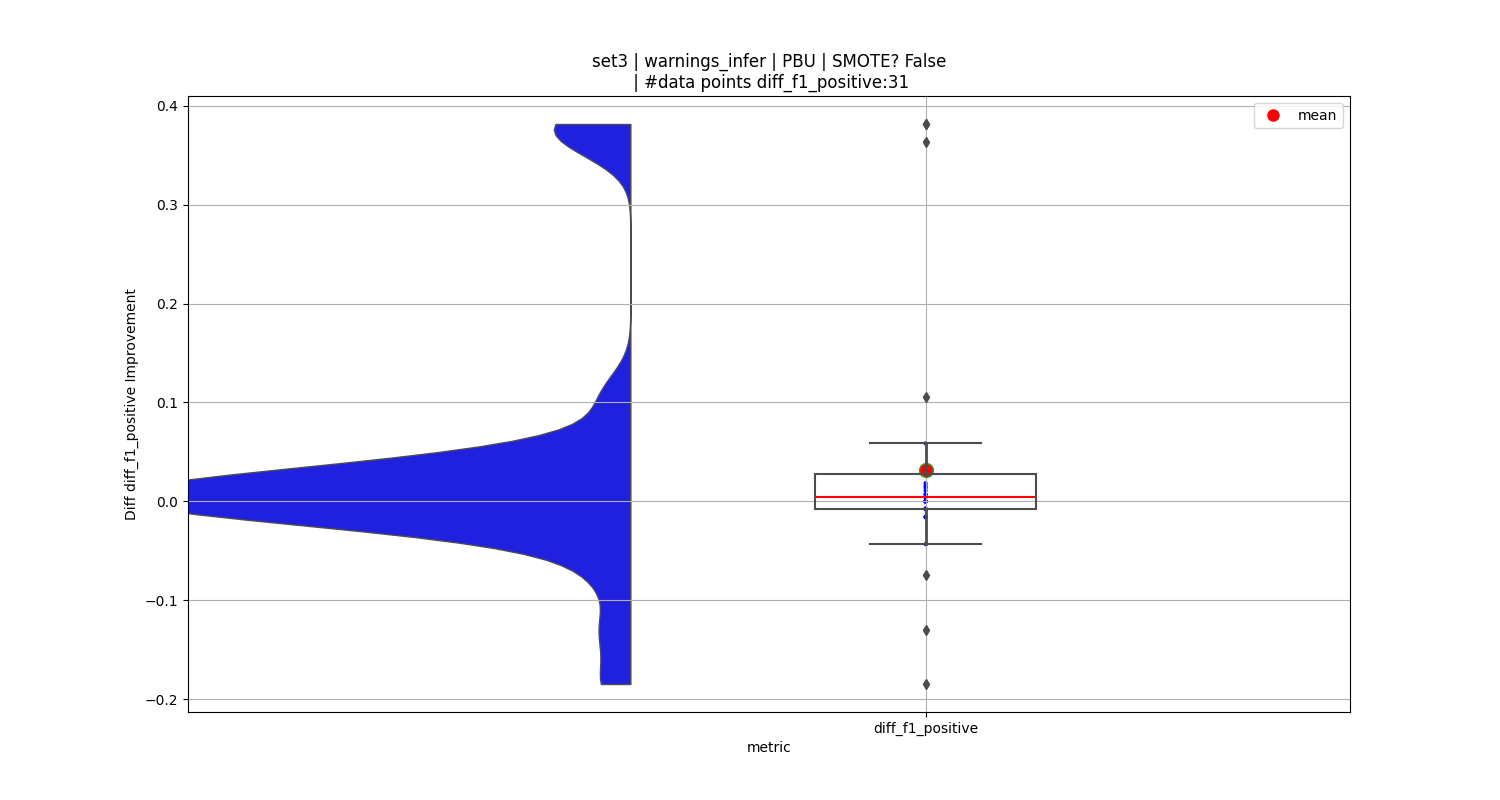 set3 | warnings_infer | PBU | SMOTE? False
| #data points diff_f1_positive:31
mean
0.4
0.3
0.2
0.1
0.0
−0.1
−0.2
Diff diff_f1_positive Improvement
diff_f1_positive
metric